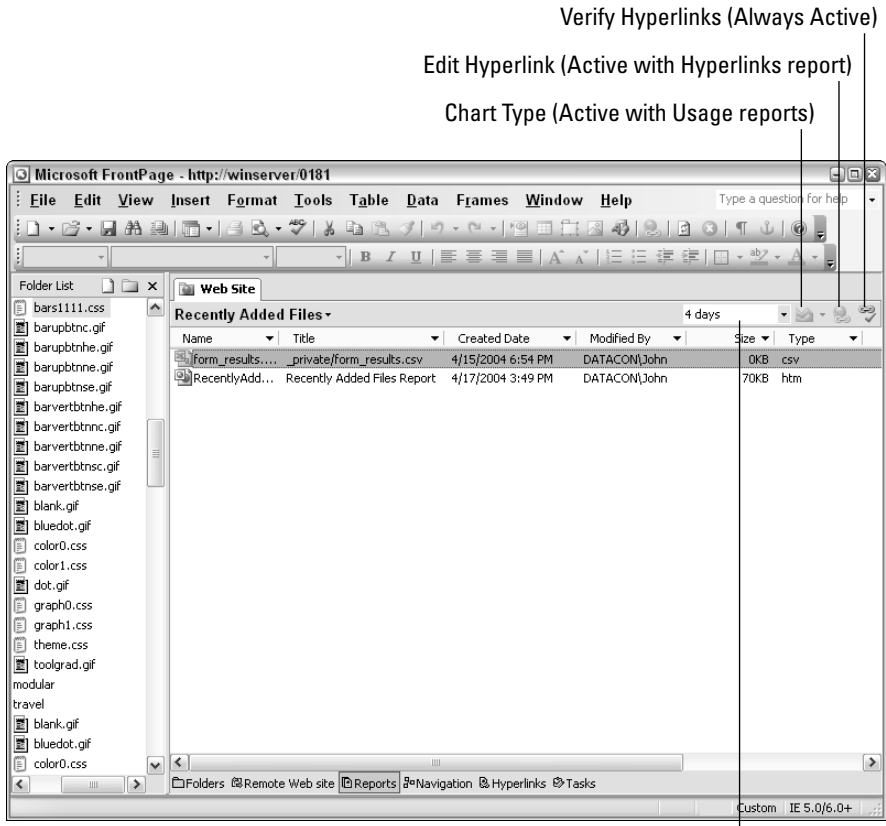 Verify Hyperlinks (Always Active)
Edit Hyperlink (Active with Hyperlinks report)
Chart Type (Active with Usage reports)
Microsoft FrontPage - http://winserver/0181
File Edit View Insert Format Tools Table Data Frames Window Help Type a question for help
ABC
B I U A A ab A
Folder List
Web Site
bars1111.css
Recently Added Files 4 days
barupbtnc.gif
Name Title Created Date Modified By Size Type
barupbtnhe.gif
form_results.... _private/form_results.csv 4/15/2004 6:54 PM DATACON\John 0KB csv
barupbtnne.gif
RecentlyAdd... Recently Added Files Report 4/17/2004 3:49 PM DATACON\John 70KB htm
barupbtnse.gif
barvertbtnhe.gif
barvertbtnnc.gif
barvertbtnne.gif
barvertbtnsc.gif
barvertbtnse.gif
blank.gif
bluedot.gif
color0.css
color1.css
dot.gif
graph0.css
graph1.css
theme.css
toolgrad.gif
modular
travel
blank.gif
bluedot.gif
color0.css
Folders Remote Web site Reports Navigation Hyperlinks Tasks
Custom IE 5.0/6.0+